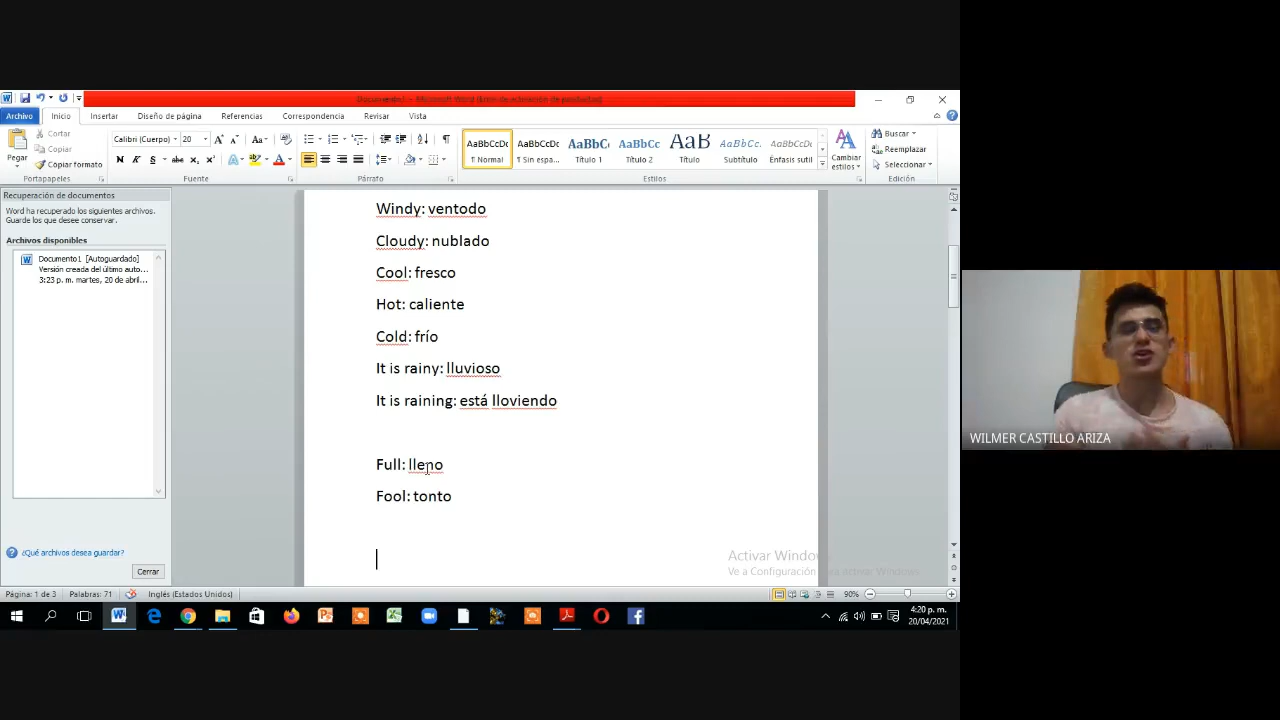 Archivo Inicio Insertar Diseño de página Referencias Correspondencia Revisar Vista
Pegar
Cortar
Copiar
Copiar formato
Portapapeles
Calibri (Cuerpo) 20
Fuente
Párrafo
AaBbCcDc AaBbCcDc AaBbC AaBbCc AaB AaBbCc. AaBbCcDc
¶ Normal ¶ Sin espa... Título 1 Título 2 Título Subtítulo Énfasis sutil
Estilos
Cambiar estilos
Buscar
Reemplazar
Seleccionar
Edición
Recuperación de documentos
Word ha recuperado los siguientes archivos.
Guarde los que desee conservar.
Archivos disponibles
Documento1 [Autoguardado]
Versión creada del último auto...
3:23 p. m. martes, 20 de abril...
¿Qué archivos desea guardar?
Cerrar
Windy: ventodo
Cloudy: nublado
Cool: fresco
Hot: caliente
Cold: frío
It is rainy: lluvioso
It is raining: está lloviendo
Full: lleno
Fool: tonto
Activar Windows
Ve a Configuración para activar Windows.
Página: 1 de 3 Palabras: 71 Inglés (Estados Unidos) 90%
4:20 p. m.
20/04/2021
WILMER CASTILLO ARIZA